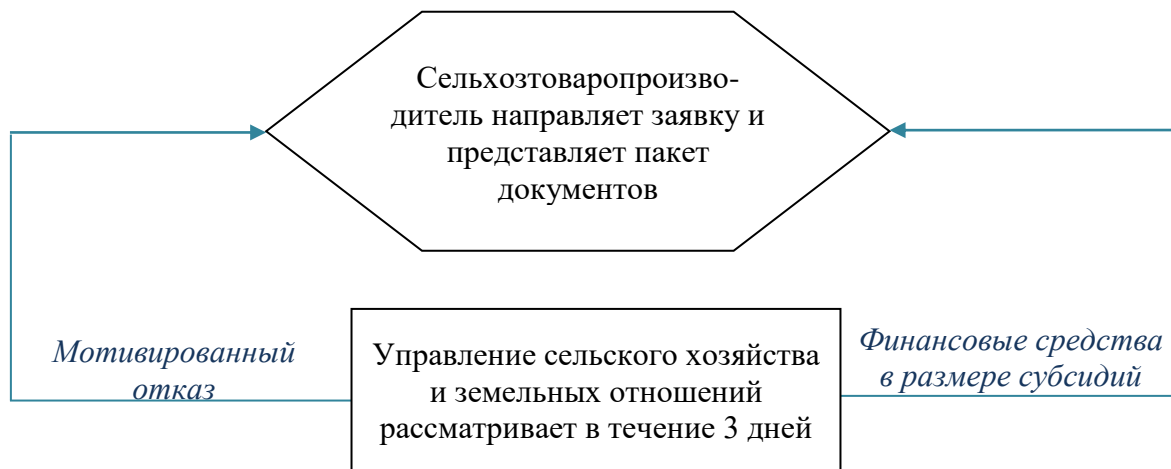 Сельхозтоваропроизво-
дитель направляет заявку и
представляет пакет
документов
Мотивированный
отказ
Управление сельского хозяйства
и земельных отношений
рассматривает в течение 3 дней
Финансовые средства
в размере субсидий